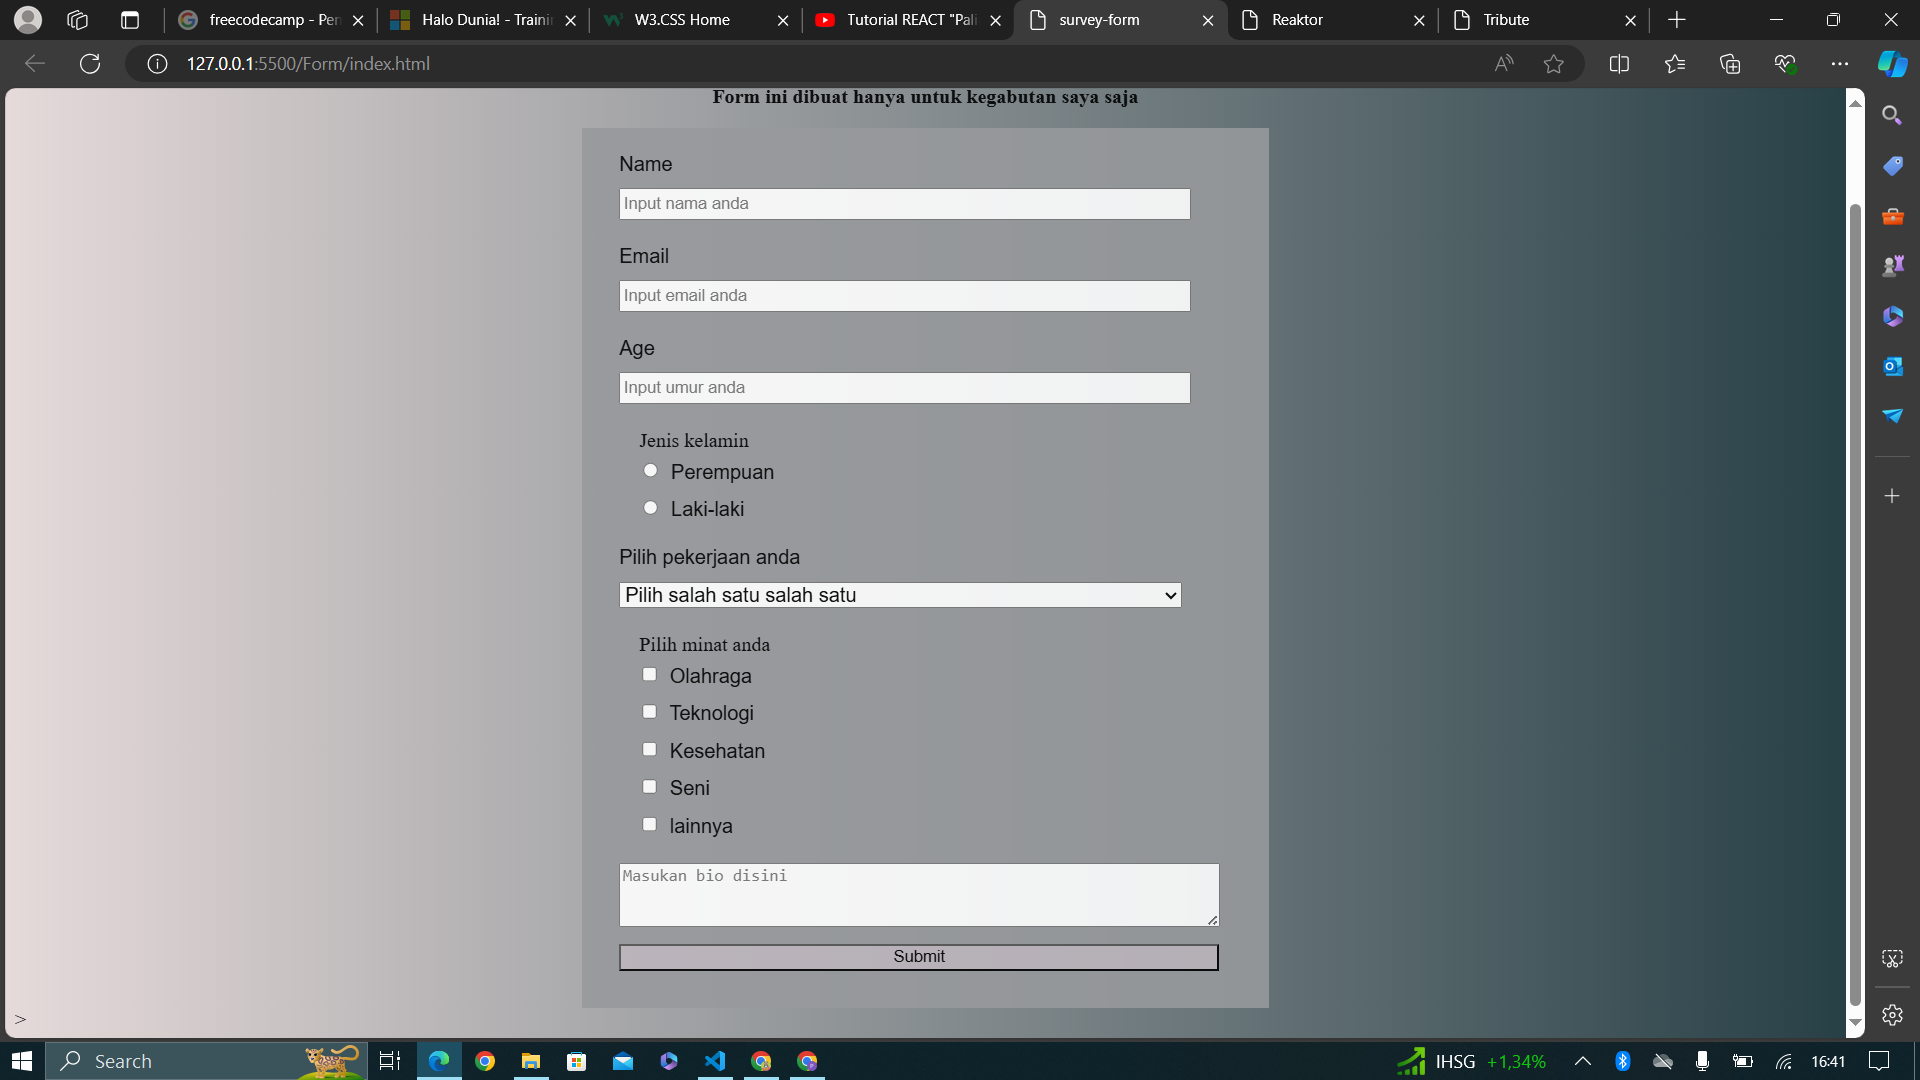 freecodecamp - Pen
Halo Dunia! - Trainin
W3.CSS Home
Tutorial REACT "Pali
survey-form
Reaktor
Tribute
127.0.0.1:5500/Form/index.html
Form ini dibuat hanya untuk kegabutan saya saja
Name
Input nama anda
Email
Input email anda
Age
Input umur anda
Jenis kelamin
Perempuan
Laki-laki
Pilih pekerjaan anda
Pilih salah satu salah satu
Pilih minat anda
Olahraga
Teknologi
Kesehatan
Seni
lainnya
Masukan bio disini
Submit
>
Search
IHSG +1,34%
16:41